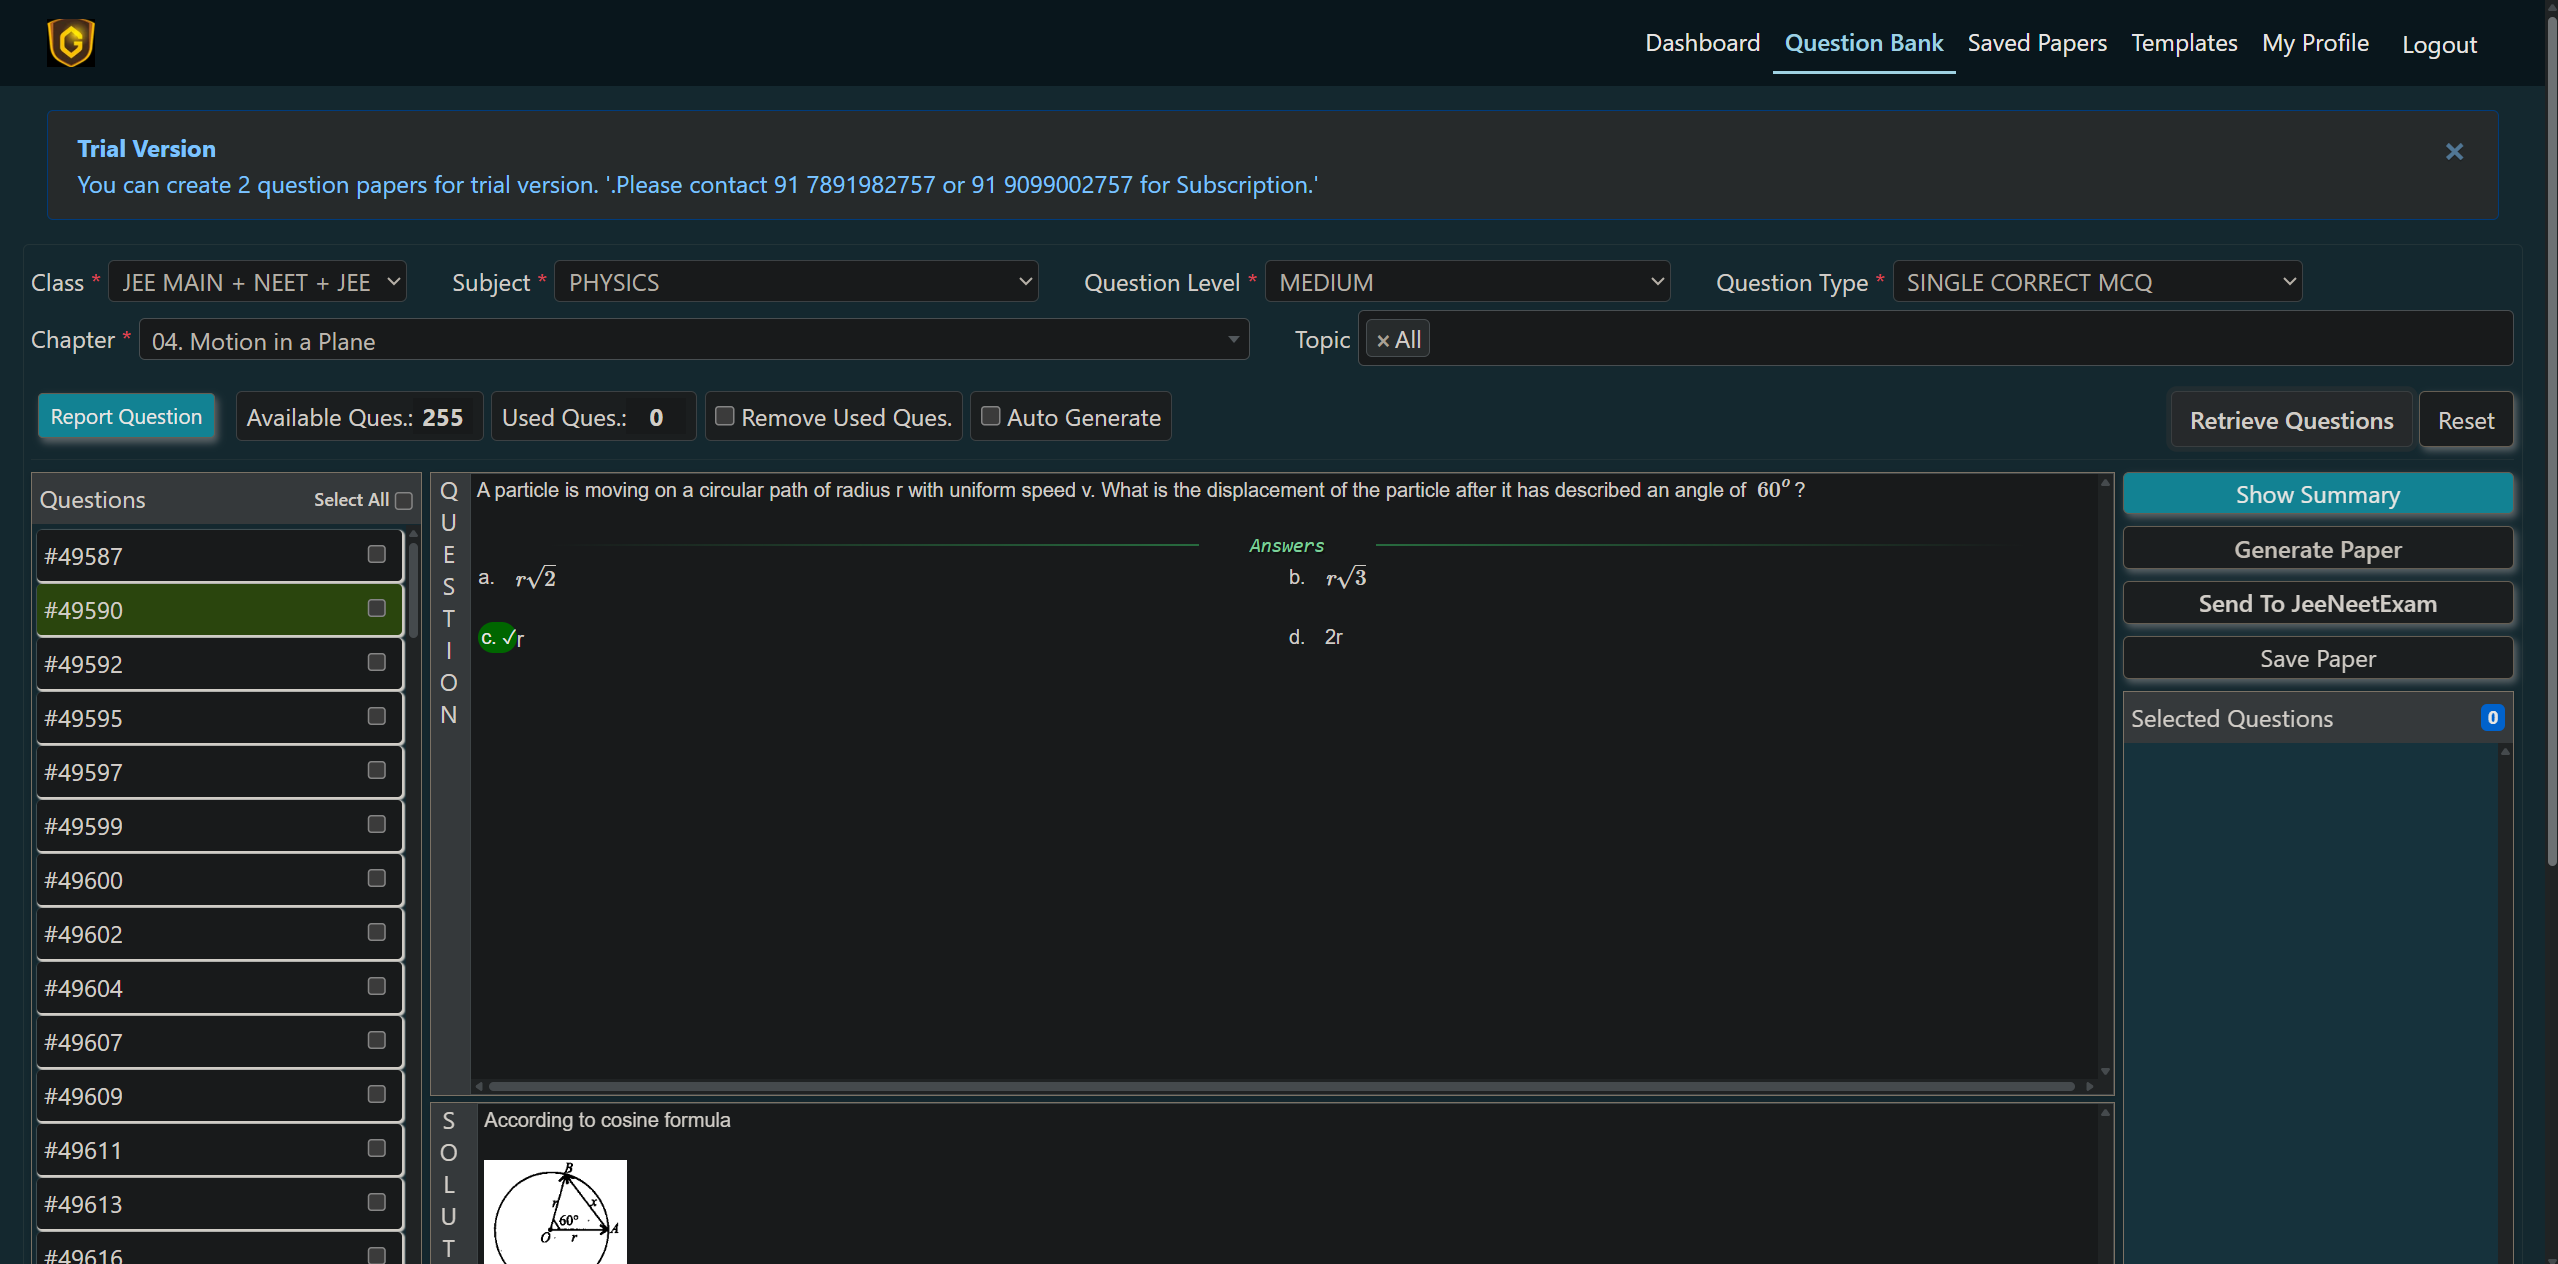 G
Dashboard Question Bank Saved Papers Templates My Profile Logout
Trial Version
You can create 2 question papers for trial version. '.Please contact 91 7891982757 or 91 9099002757 for Subscription.'
×
Class * JEE MAIN + NEET + JEE Subject * PHYSICS Question Level * MEDIUM Question Type * SINGLE CORRECT MCQ
Chapter * 04. Motion in a Plane Topic × All
Report Question Available Ques.: 255 Used Ques.: 0 Remove Used Ques. Auto Generate Retrieve Questions Reset
Questions Select All
#49587
#49590
#49592
#49595
#49597
#49599
#49600
#49602
#49604
#49607
#49609
#49611
#49613
#49616
QUESTION
A particle is moving on a circular path of radius r with uniform speed v. What is the displacement of the particle after it has described an angle of 60° ?
Answers
a. r√2
b. r√3
c. ✓r
d. 2r
SOLUT
According to cosine formula
B
r x
60°
O r A
Show Summary
Generate Paper
Send To JeeNeetExam
Save Paper
Selected Questions 0